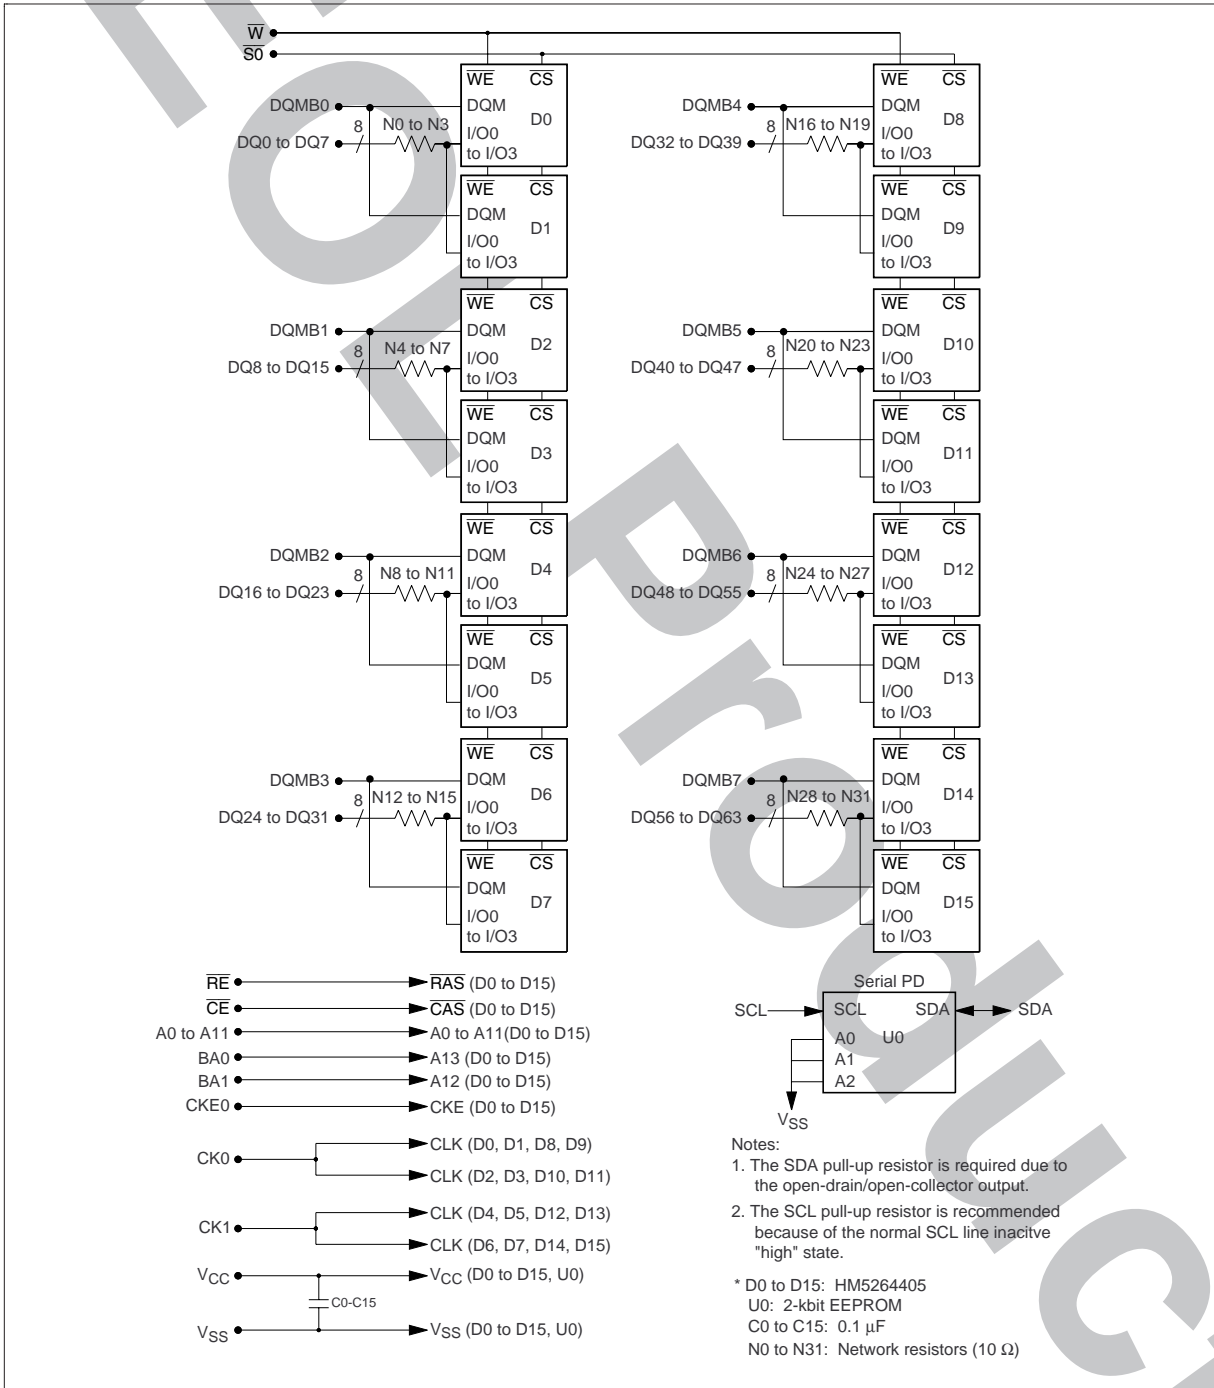 W
S0
WE CS
DQMB0 DQM
D0
8 N0 to N3
DQ0 to DQ7 I/O0
to I/O3
WE CS
DQM
D1
I/O0
to I/O3
WE CS
DQMB1 DQM
D2
8 N4 to N7
DQ8 to DQ15 I/O0
to I/O3
WE CS
DQM
D3
I/O0
to I/O3
WE CS
DQMB2 DQM
D4
8 N8 to N11
DQ16 to DQ23 I/O0
to I/O3
WE CS
DQM
D5
I/O0
to I/O3
WE CS
DQMB3 DQM
D6
8 N12 to N15
DQ24 to DQ31 I/O0
to I/O3
WE CS
DQM
D7
I/O0
to I/O3
WE CS
DQMB4 DQM
D8
8 N16 to N19
DQ32 to DQ39 I/O0
to I/O3
WE CS
DQM
D9
I/O0
to I/O3
WE CS
DQMB5 DQM
D10
8 N20 to N23
DQ40 to DQ47 I/O0
to I/O3
WE CS
DQM
D11
I/O0
to I/O3
WE CS
DQMB6 DQM
D12
8 N24 to N27
DQ48 to DQ55 I/O0
to I/O3
WE CS
DQM
D13
I/O0
to I/O3
WE CS
DQMB7 DQM
D14
8 N28 to N31
DQ56 to DQ63 I/O0
to I/O3
WE CS
DQM
D15
I/O0
to I/O3
RE RAS (D0 to D15)
CE CAS (D0 to D15)
A0 to A11 A0 to A11(D0 to D15)
BA0 A13 (D0 to D15)
BA1 A12 (D0 to D15)
CKE0 CKE (D0 to D15)
CK0 CLK (D0, D1, D8, D9)
CLK (D2, D3, D10, D11)
CK1 CLK (D4, D5, D12, D13)
CLK (D6, D7, D14, D15)
VCC VCC (D0 to D15, U0)
C0-C15
VSS VSS (D0 to D15, U0)
Serial PD
SCL SCL SDA SDA
A0 U0
A1
A2
VSS
Notes:
1. The SDA pull-up resistor is required due to
the open-drain/open-collector output.
2. The SCL pull-up resistor is recommended
because of the normal SCL line inacitve
"high" state.
* D0 to D15: HM5264405
U0: 2-kbit EEPROM
C0 to C15: 0.1 μF
N0 to N31: Network resistors (10 Ω)
EOL Product